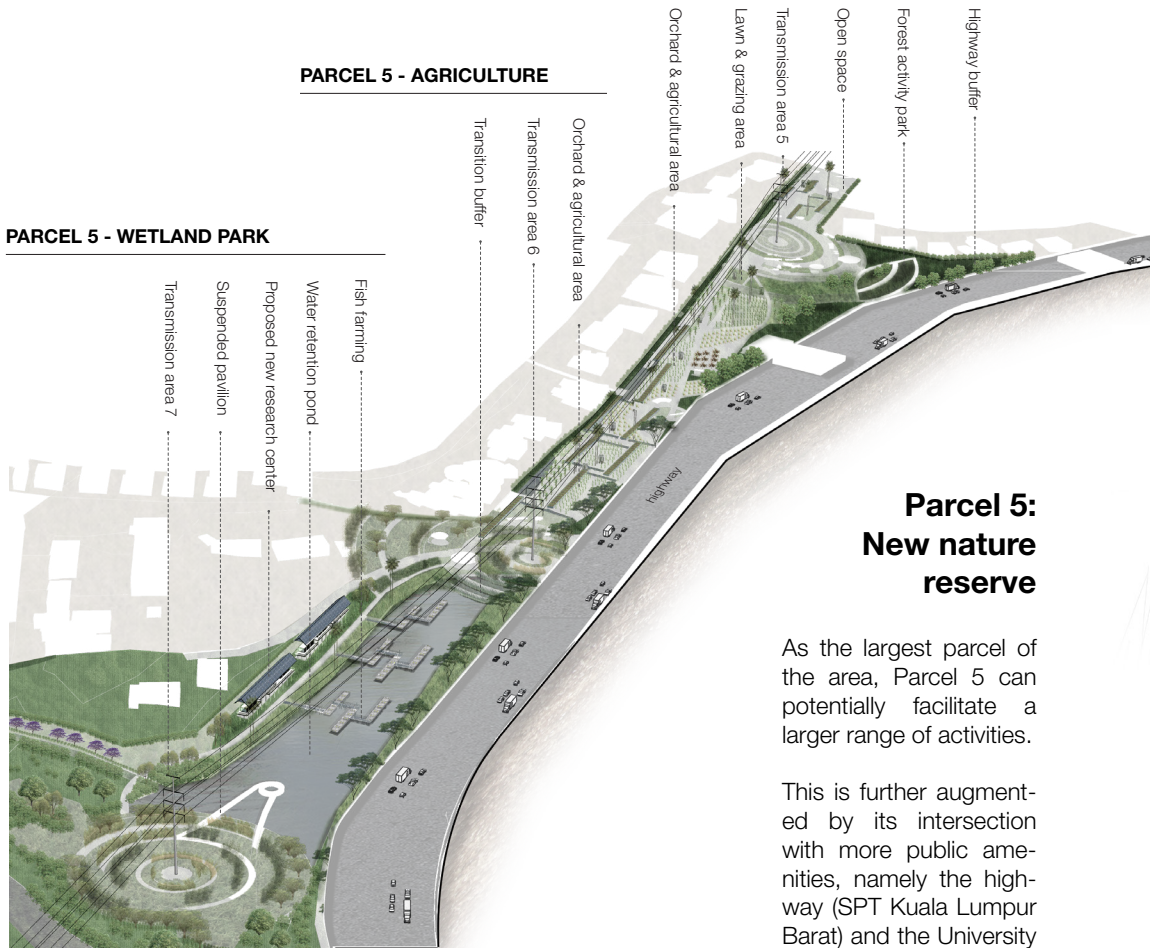 PARCEL 5 - AGRICULTURE
Transition buffer
Transmission area 6
Orchard & agricultural area
Orchard & agricultural area
Lawn & grazing area
Transmission area 5
Open space
Forest activity park
Highway buffer
PARCEL 5 - WETLAND PARK
Transmission area 7
Suspended pavilion
Proposed new research center
Water retention pond
Fish farming
highway
Parcel 5:
New nature
reserve
As the largest parcel of
the area, Parcel 5 can
potentially facilitate a
larger range of activities.
This is further augment-
ed by its intersection
with more public ame-
nities, namely the high-
way (SPT Kuala Lumpur
Barat) and the University